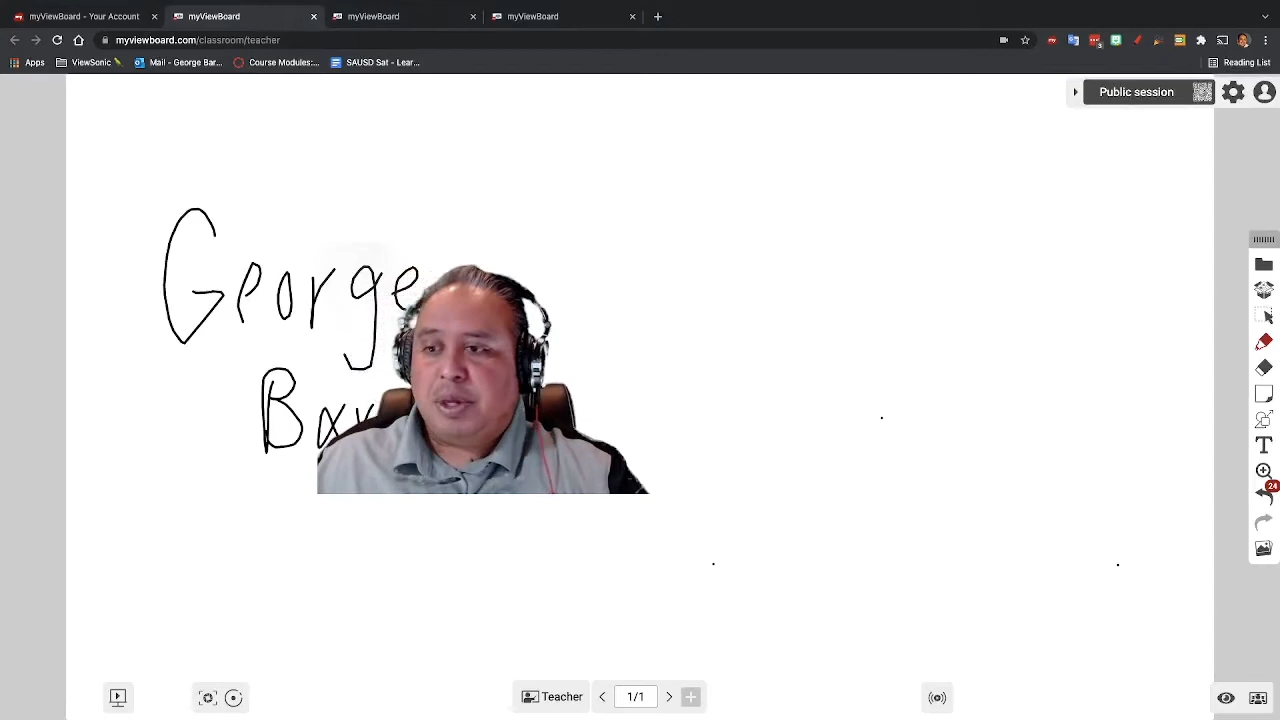 myViewBoard - Your Account
myViewBoard
myViewBoard
myViewBoard
myviewboard.com/classroom/teacher
Apps
ViewSonic
Mail - George Bar...
Course Modules:...
SAUSD Sat - Lear...
Reading List
Public session
George
T
24
Teacher
1/1